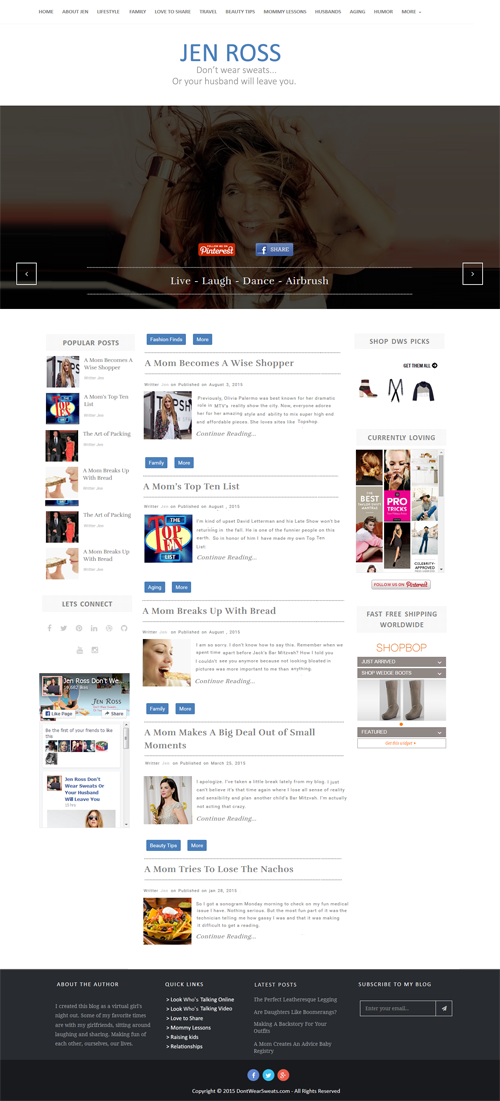 HOME ABOUT JEN LIFESTYLE FAMILY LOVE TO SHARE TRAVEL BEAUTY TIPS MOMMY LESSONS HUSBANDS AGING HUMOR MORE
JEN ROSS
Don't wear sweats...
Or your husband will leave you.
Pinterest
SHARE
Live - Laugh - Dance - Airbrush
POPULAR POSTS
A Mom Becomes A
Wise Shopper
Writer Jen
A Mom's Top Ten
List
Writer Jen
The Art of Packing
Writer Jen
A Mom Breaks Up
With Bread
Writer Jen
The Art of Packing
Writer Jen
A Mom Breaks Up
With Bread
Writer Jen
LETS CONNECT
Jen Ross Don't We...
Like Page
Share
Be the first of your friends to like
this
Jen Ross Don't
Wear Sweats Or
Your Husband
Will Leave You
Fashion Finds More
A Mom Becomes A Wise Shopper
Writer Jen on Published on August 3, 2015
Previously, Olivia Palermo was best known for her dramatic
role in MTV's reality show the city. Now, everyone adores
her for her amazing style and ability to mix super high end
and affordable pieces. She loves sites like Topshop
Continue Reading...
Family More
A Mom's Top Ten List
Writer Jen on Published on August , 2015
THE TOP TEN LIST
I'm kind of upset David Letterman and his Late Show won't be
returning in the fall. He is one of the funnier people on this
earth. So in honor of him I have made my own Top Ten
List.
Continue Reading...
Aging More
A Mom Breaks Up With Bread
Writer Jen on Published on August , 2015
I am so sorry. I don't know how to say this. Remember when we
spent time apart before Jack's Bar Mitzvah? How I told you
I couldn't see you anymore because not looking bloated in
pictures was more important to me than anything.
Continue Reading...
Family More
A Mom Makes A Big Deal Out of Small
Moments
Writer Jen on Published on March 23, 2015
I apologize. I've taken a little break lately from my blog. I just
can't believe it's that time again where I lose all sense of reality
and sensibility and plan another child's Bar Mitzvah. I'm actually
not acting that crazy.
Continue Reading...
Beauty Tips More
A Mom Tries To Lose The Nachos
Writer Jen on Published on Jan 28, 2015
So I got a sonogram Monday morning to check on my fun medical
issue I have. Nothing serious. But the most fun part of it was the
technician telling me how gassy I was and that it was making
it difficult to get a reading.
Continue Reading...
SHOP DWS PICKS
GET THEM ALL
CURRENTLY LOVING
THE
BEST
PRO
TRICKS
CELEBRITY-
APPROVED
FOLLOW US ON Pinterest
FAST FREE SHIPPING
WORLDWIDE
SHOPBOP
JUST ARRIVED
SHOP WEDGE BOOTS
FEATURED
Get this widget
ABOUT THE AUTHOR
I created this blog as a virtual girl's
night out. Some of my favorite times
are with my girlfriends, sitting around
laughing and sharing. Making fun of
each other, ourselves, our lives.
QUICK LINKS
> Look Who's Talking Online
> Look Who's Talking Video
> Love to Share
> Mommy Lessons
> Raising kids
> Relationships
LATEST POSTS
The Perfect Leatheresque Legging
Are Daughters Like Boomerangs?
Making A Backstory For Your
Outfits
A Mom Creates An Advice Baby
Registry
SUBSCRIBE TO MY BLOG
Enter your email...
Copyright © 2015 DontWearSweats.com - All Rights Reserved